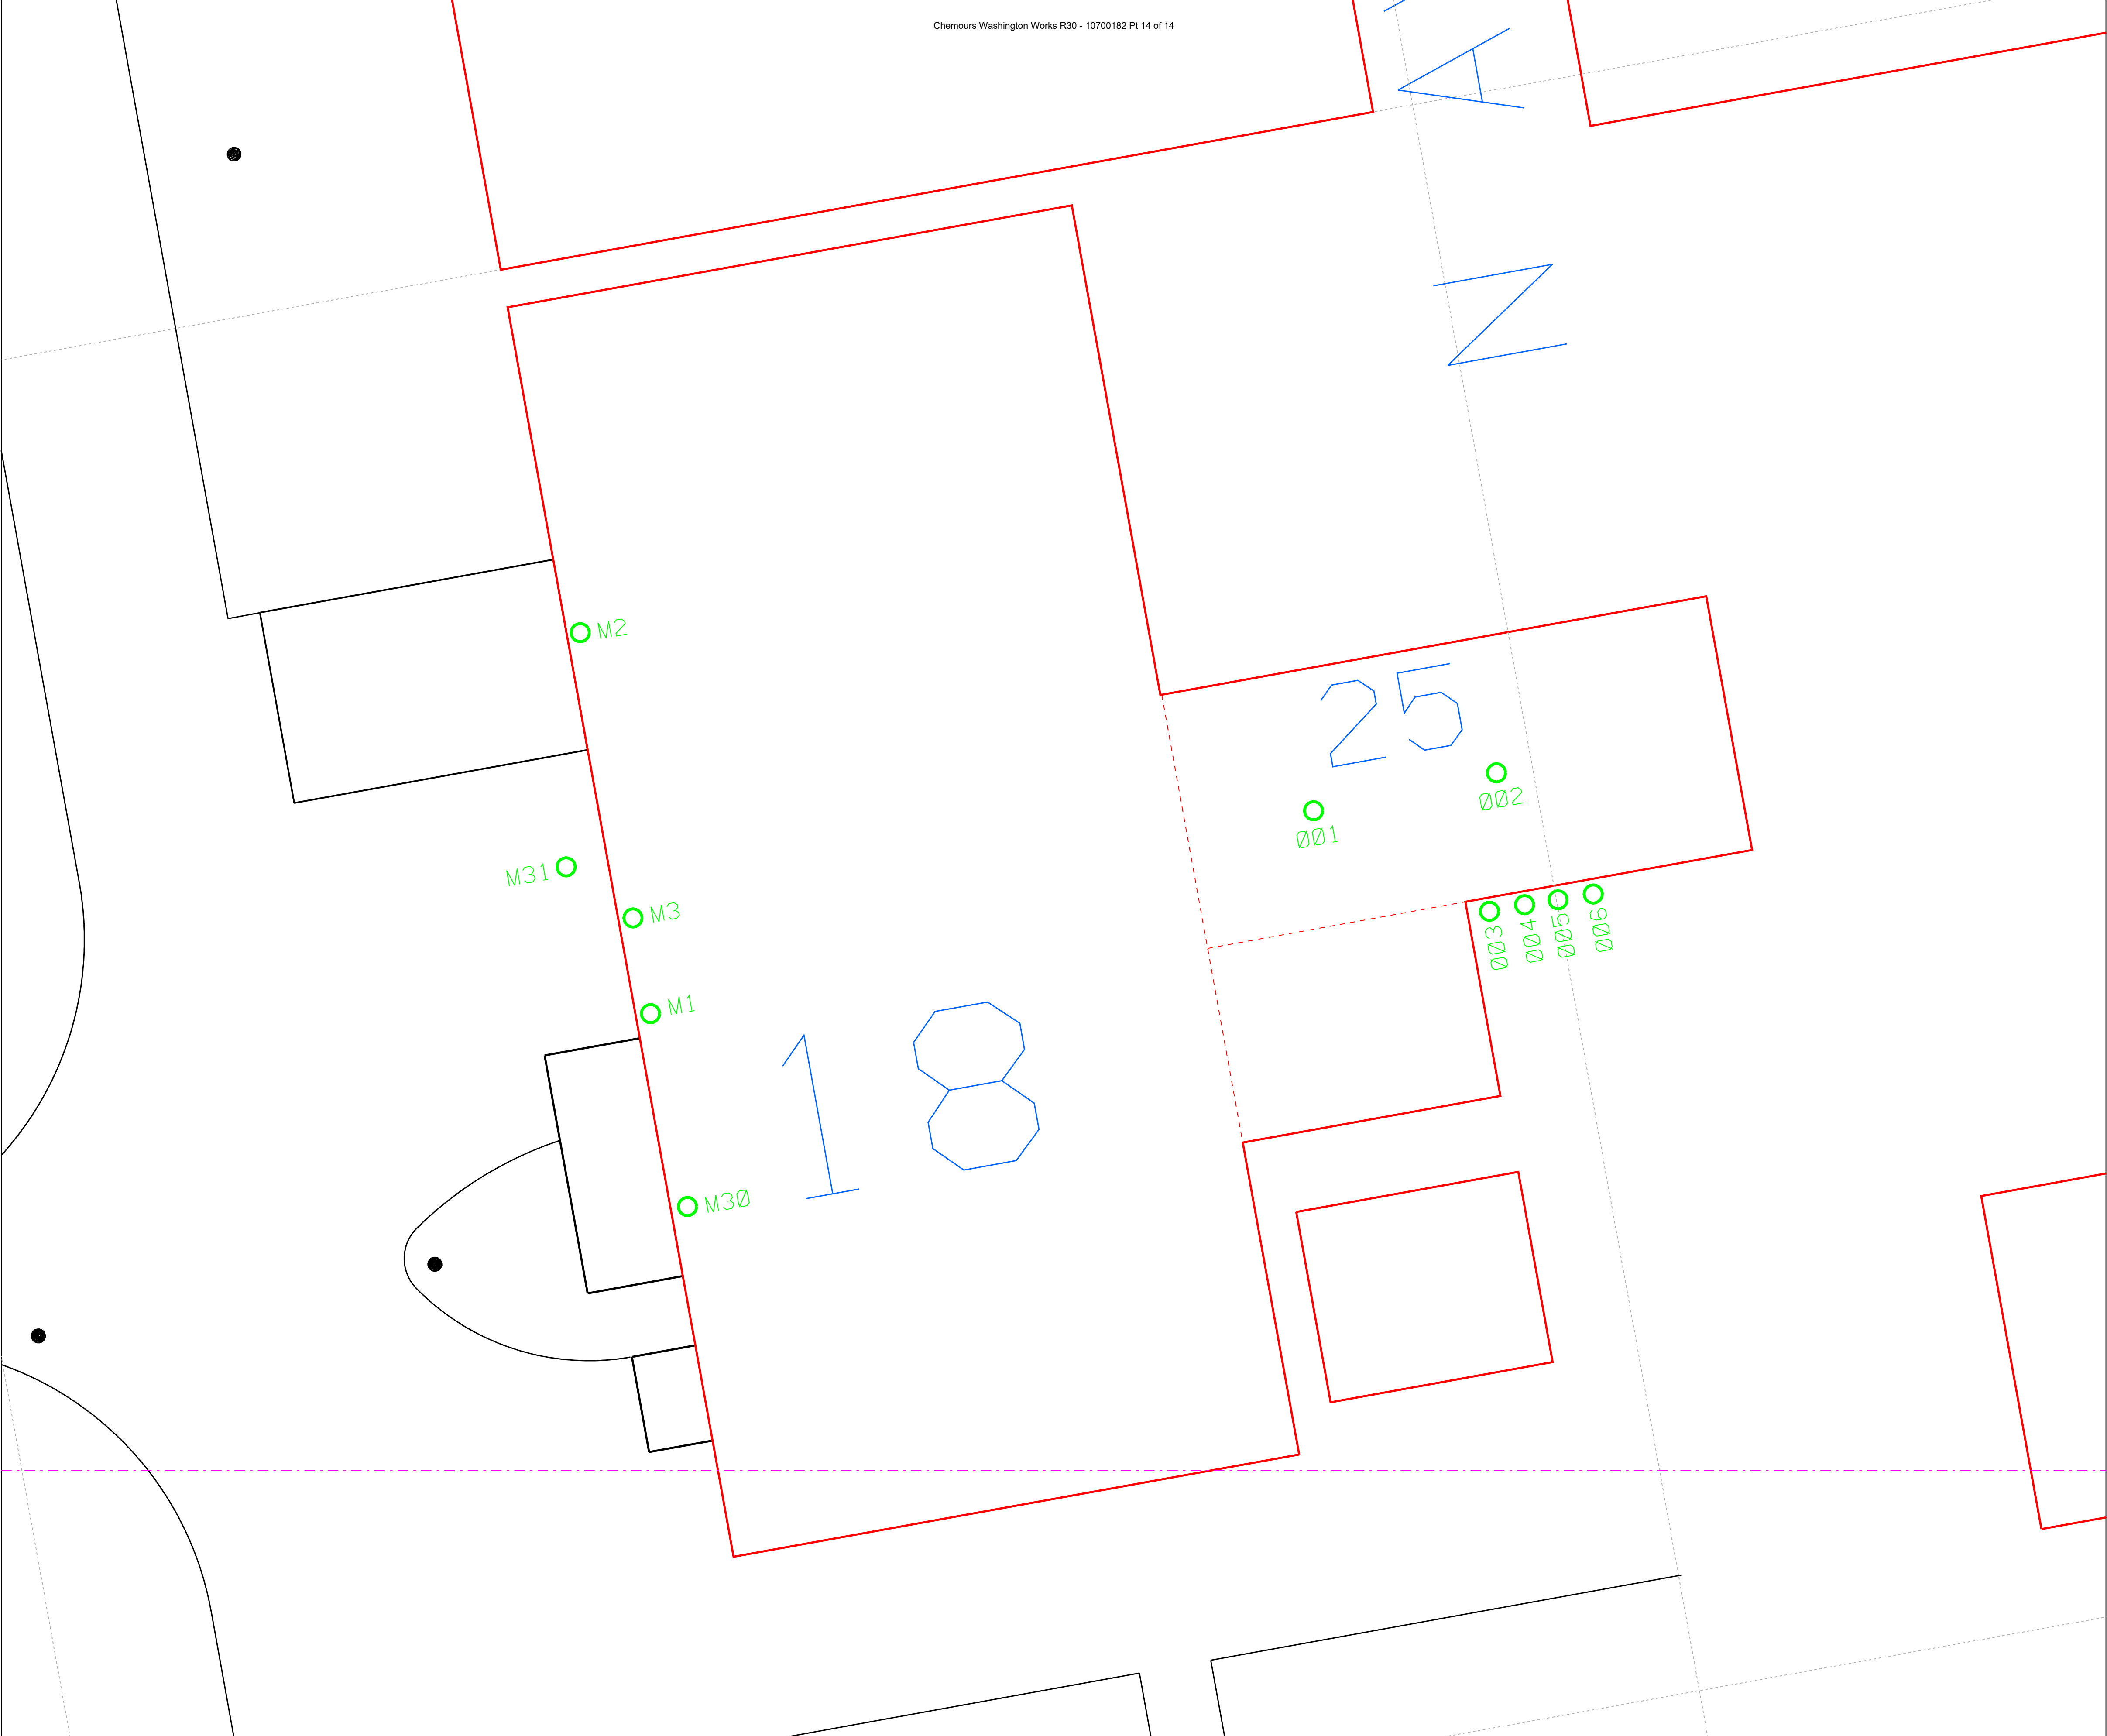 Chemours Washington Works R30 - 10700182 Pt 14 of 14
A
N
M2
25
002
001
M31
M3
003
004
005
006
M1
18
M30